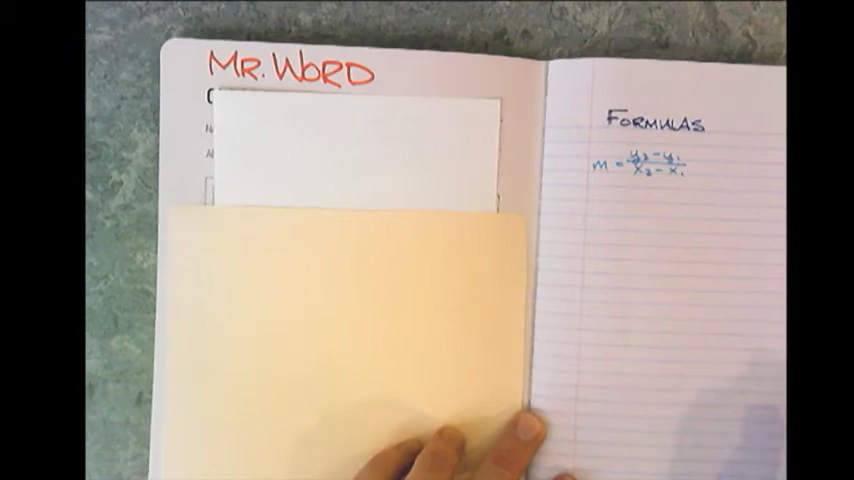 Mr. Word
Formulas
m = y₂ - y₁ / x₂ - x₁